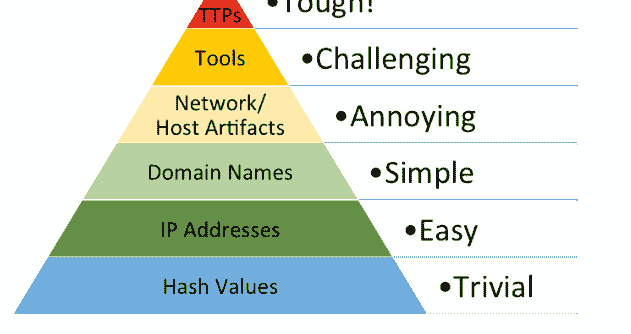 TTPs
•Tough!
Tools
•Challenging
Network/
Host Artifacts
•Annoying
Domain Names
•Simple
IP Addresses
•Easy
Hash Values
•Trivial